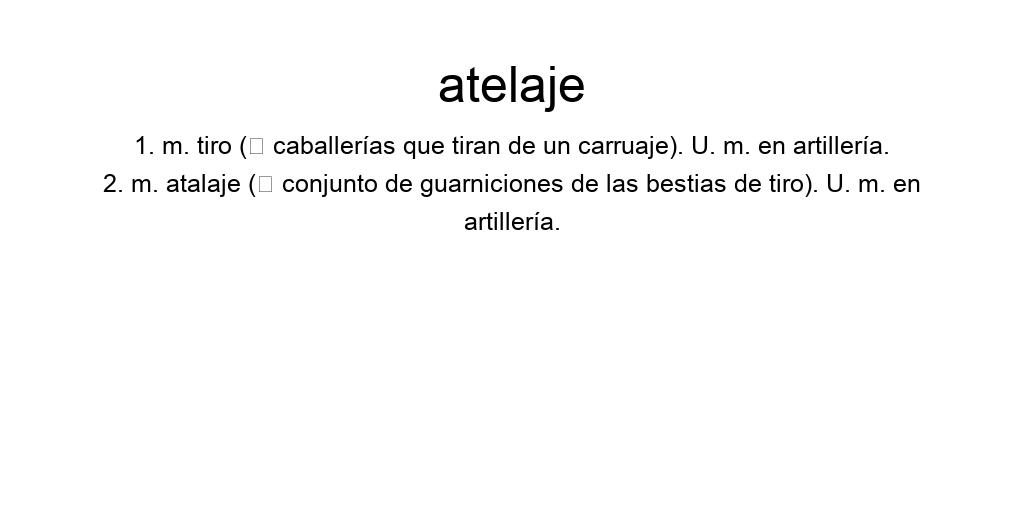 atelaje
1. m. tiro (□ caballerías que tiran de un carruaje). U. m. en artillería.
2. m. atalaje (□ conjunto de guarniciones de las bestias de tiro). U. m. en
artillería.